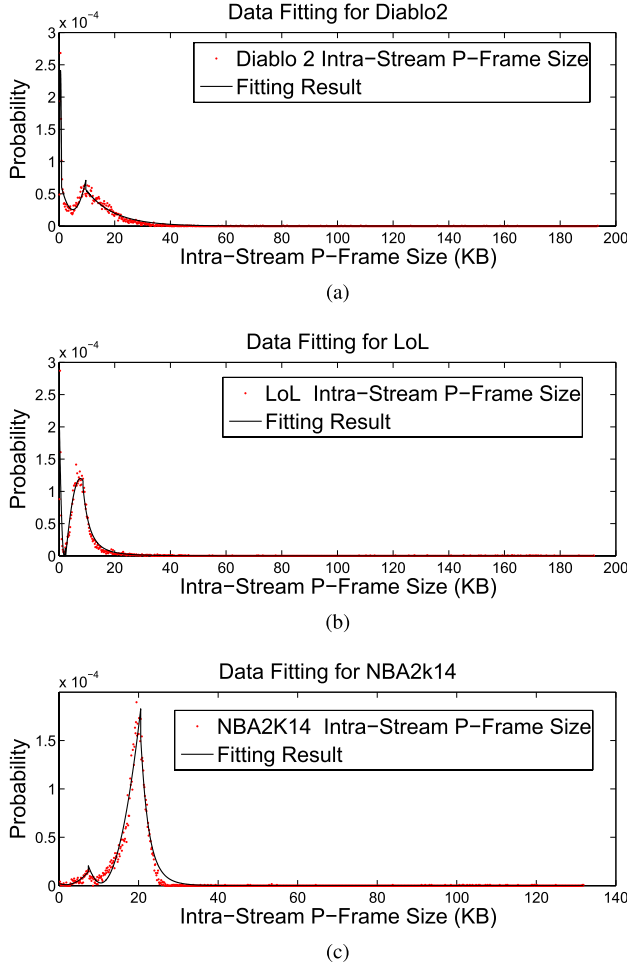 Data Fitting for Diablo2
x 10⁻⁴
3
2.5
2
1.5
1
0.5
0
Probability
Diablo 2 Intra−Stream P−Frame Size
Fitting Result
0 20 40 60 80 100 120 140 160 180 200
Intra−Stream P−Frame Size (KB)
(a)
Data Fitting for LoL
x 10⁻⁴
3
2.5
2
1.5
1
0.5
0
Probability
LoL Intra−Stream P−Frame Size
Fitting Result
0 20 40 60 80 100 120 140 160 180 200
Intra−Stream P−Frame Size (KB)
(b)
Data Fitting for NBA2k14
x 10⁻⁴
1.5
1
0.5
0
Probability
NBA2K14 Intra−Stream P−Frame Size
Fitting Result
0 20 40 60 80 100 120 140
Intra−Stream P−Frame Size (KB)
(c)